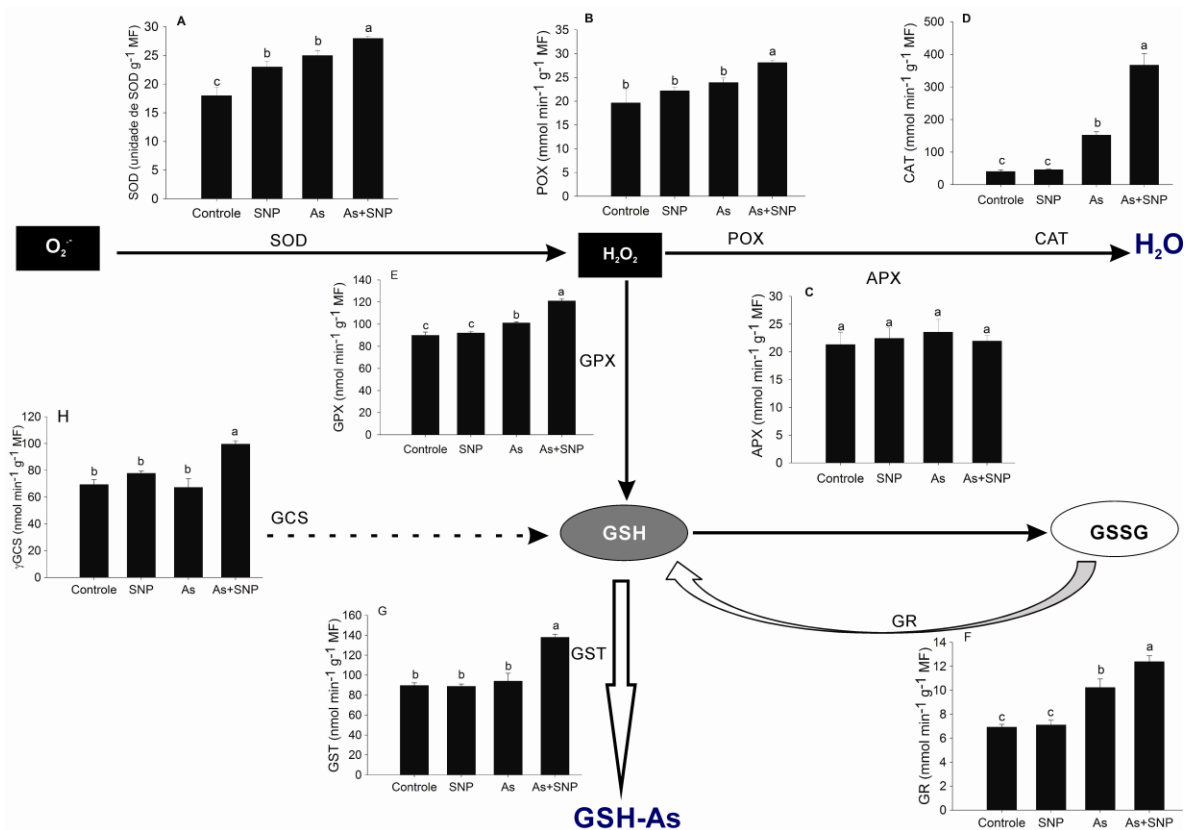 A
SOD (unidade de SOD g-1 MF)
30
25
20
15
10
5
0
c
b
b
a
Controle SNP As As+SNP
B
POX (mmol min-1 g-1 MF)
35
30
25
20
15
10
5
0
b
b
b
a
Controle SNP As As+SNP
D
CAT (mmol min-1 g-1 MF)
500
400
300
200
100
0
c
c
b
a
Controle SNP As As+SNP
O2.-
SOD
H2O2
POX
CAT
H2O
APX
E
GPX (nmol min-1 g-1 MF)
140
120
100
80
60
40
20
0
c
c
b
a
Controle SNP As As+SNP
GPX
C
APX (mmol min-1 g-1 MF)
30
25
20
15
10
5
0
a
a
a
a
Controle SNP As As+SNP
H
γGCS (nmol min-1 g-1 MF)
120
100
80
60
40
20
0
b
b
b
a
Controle SNP As As+SNP
GCS
GSH
GSSG
GR
G
GST (nmol min-1 g-1 MF)
160
140
120
100
80
60
40
20
0
b
b
b
a
Controle SNP As As+SNP
GST
F
GR (mmol min-1 g-1 MF)
14
12
10
8
6
4
2
0
c
c
b
a
Controle SNP As As+SNP
GSH-As